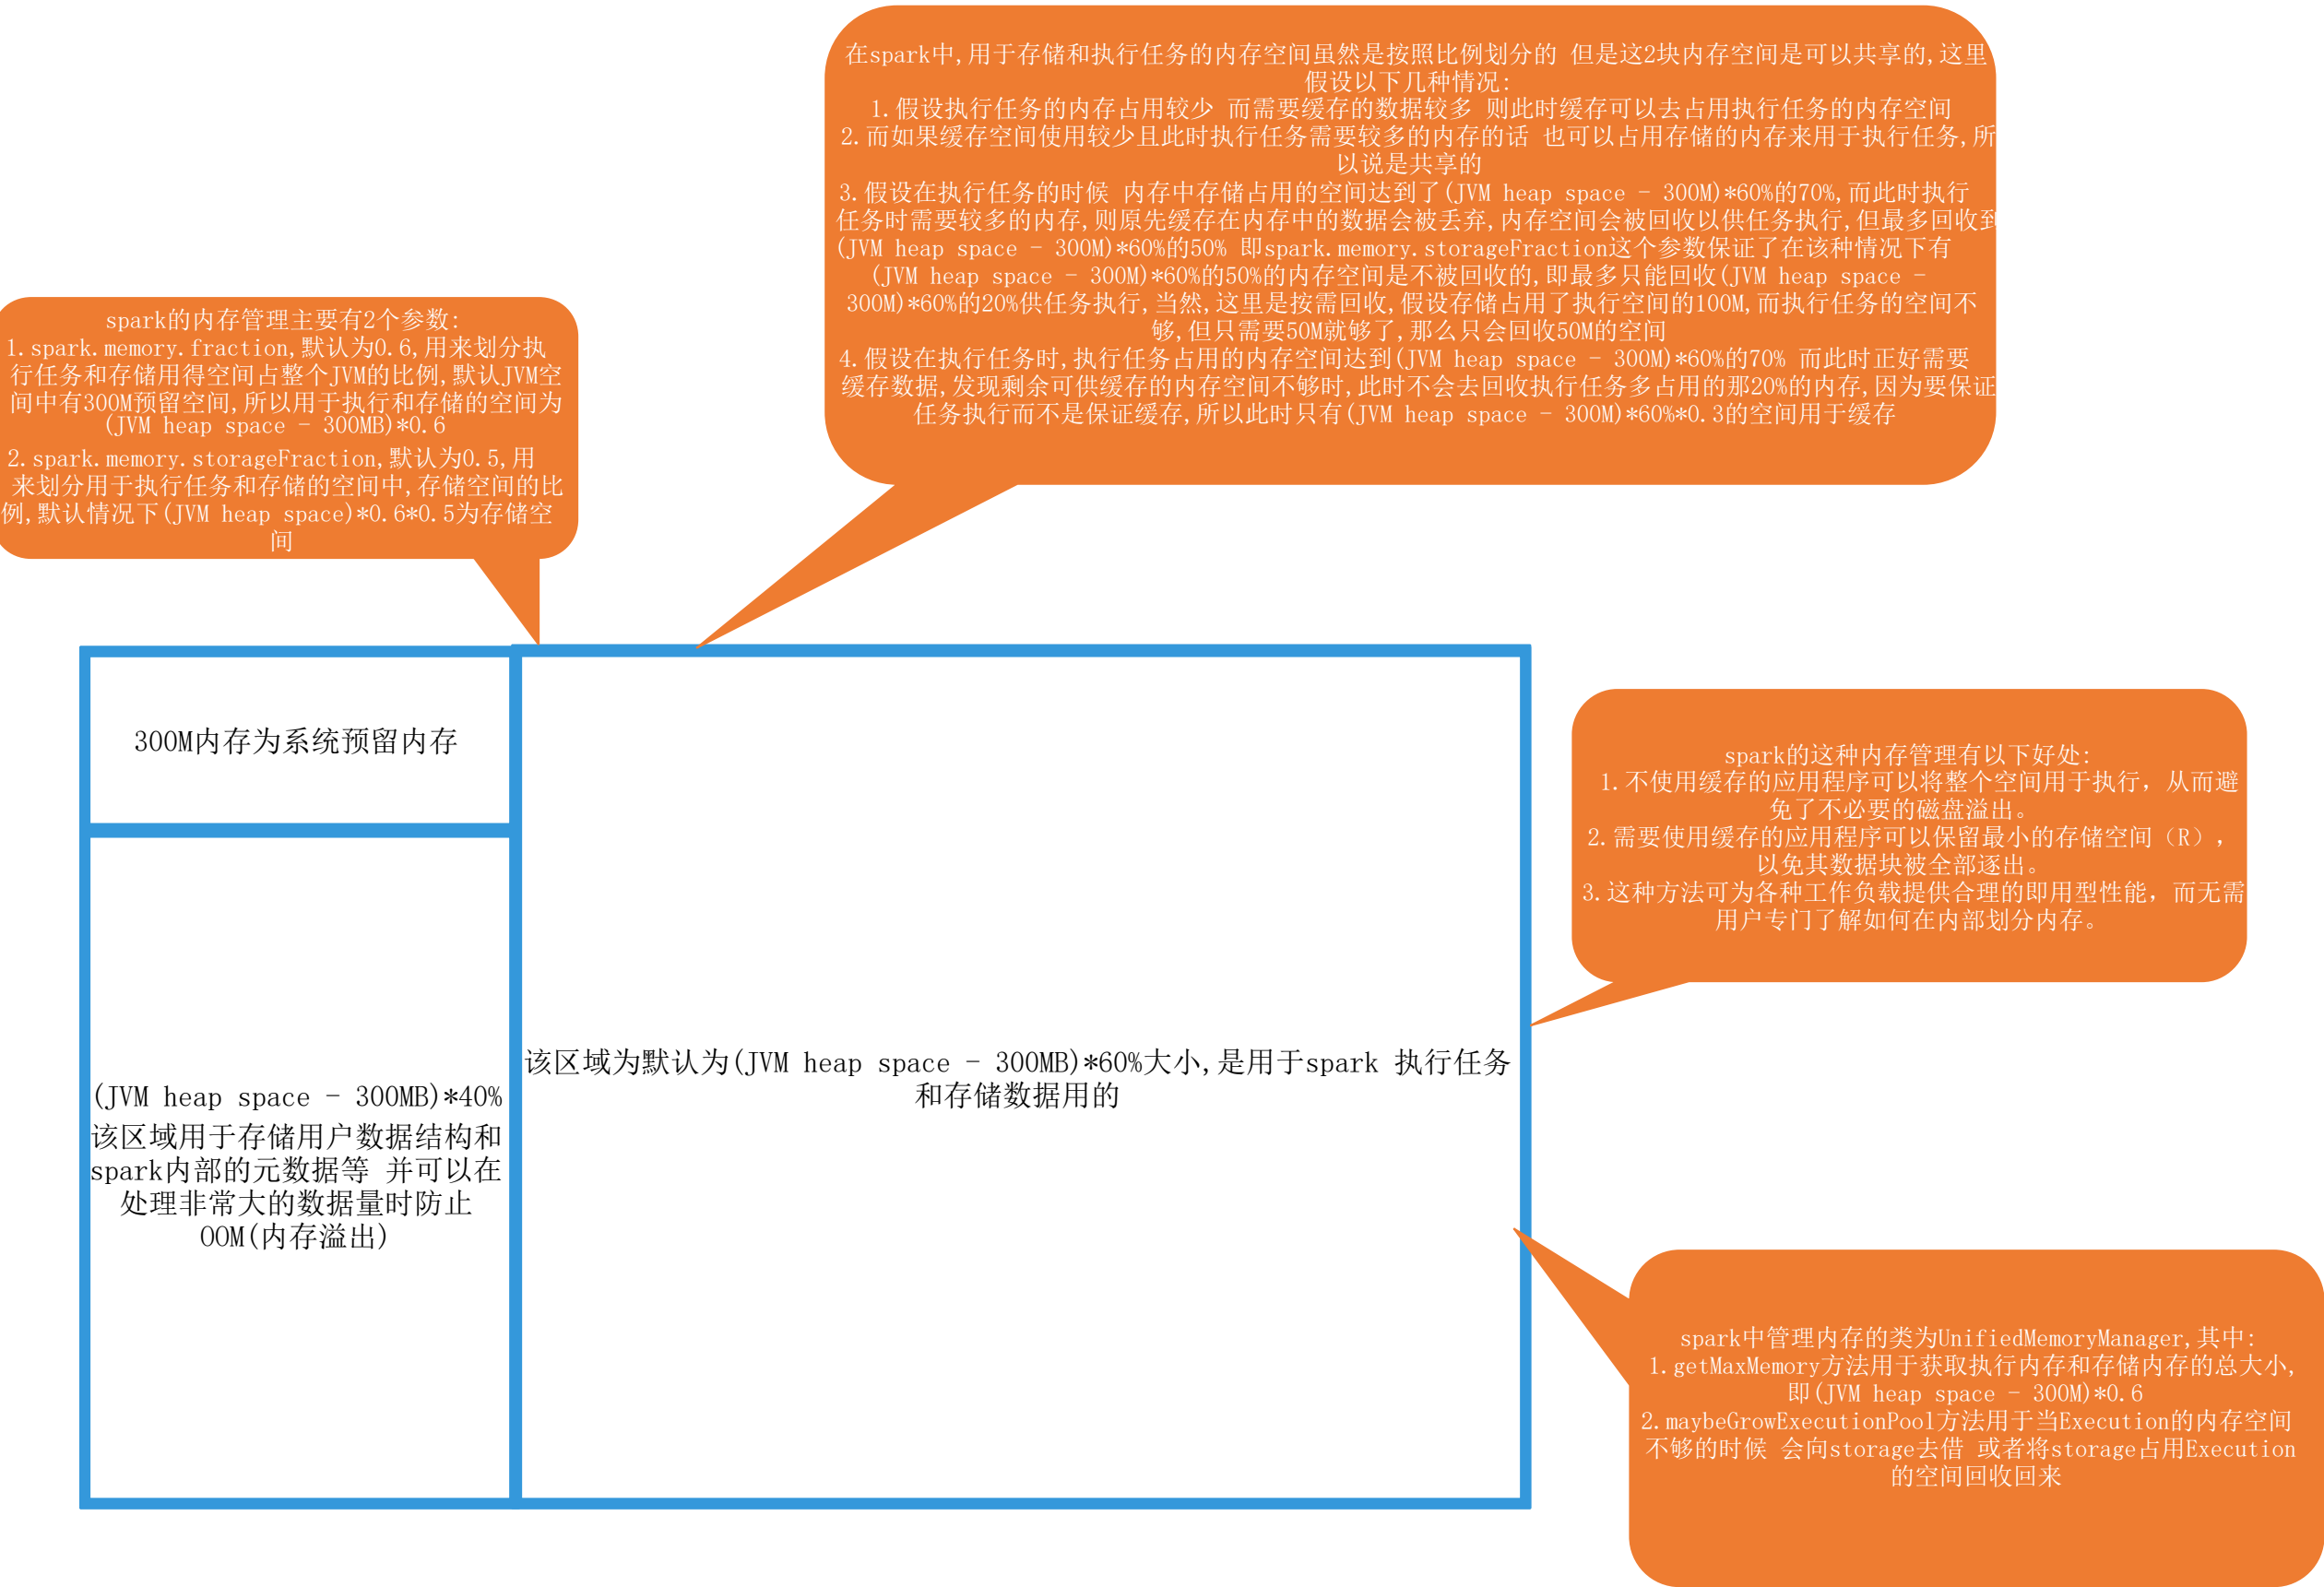 在spark中,用于存储和执行任务的内存空间虽然是按照比例划分的 但是这2块内存空间是可以共享的,这里
假设以下几种情况:
1.假设执行任务的内存占用较少 而需要缓存的数据较多 则此时缓存可以去占用执行任务的内存空间
2.而如果缓存空间使用较少且此时执行任务需要较多的内存的话 也可以占用存储的内存来用于执行任务,所
以说是共享的
3.假设在执行任务的时候 内存中存储占用的空间达到了(JVM heap space - 300M)*60%的70%,而此时执行
任务时需要较多的内存,则原先缓存在内存中的数据会被丢弃,内存空间会被回收以供任务执行,但最多回收到
(JVM heap space - 300M)*60%的50% 即spark.memory.storageFraction这个参数保证了在该种情况下有
(JVM heap space - 300M)*60%的50%的内存空间是不被回收的,即最多只能回收(JVM heap space -
300M)*60%的20%供任务执行,当然,这里是按需回收,假设存储占用了执行空间的100M,而执行任务的空间不
够,但只需要50M就够了,那么只会回收50M的空间
4.假设在执行任务时,执行任务占用的内存空间达到(JVM heap space - 300M)*60%的70% 而此时正好需要
缓存数据,发现剩余可供缓存的内存空间不够时,此时不会去回收执行任务多占用的那20%的内存,因为要保证
任务执行而不是保证缓存,所以此时只有(JVM heap space - 300M)*60%*0.3的空间用于缓存
spark的内存管理主要有2个参数:
1.spark.memory.fraction,默认为0.6,用来划分执
行任务和存储用得空间占整个JVM的比例,默认JVM空
间中有300M预留空间,所以用于执行和存储的空间为
(JVM heap space - 300MB)*0.6
2.spark.memory.storageFraction,默认为0.5,用
来划分用于执行任务和存储的空间中,存储空间的比
例,默认情况下(JVM heap space)*0.6*0.5为存储空
间
300M内存为系统预留内存
spark的这种内存管理有以下好处:
1.不使用缓存的应用程序可以将整个空间用于执行，从而避
免了不必要的磁盘溢出。
2.需要使用缓存的应用程序可以保留最小的存储空间（R），
以免其数据块被全部逐出。
3.这种方法可为各种工作负载提供合理的即用型性能，而无需
用户专门了解如何在内部划分内存。
该区域为默认为(JVM heap space - 300MB)*60%大小,是用于spark 执行任务
和存储数据用的
(JVM heap space - 300MB)*40%
该区域用于存储用户数据结构和
spark内部的元数据等 并可以在
处理非常大的数据量时防止
OOM(内存溢出)
spark中管理内存的类为UnifiedMemoryManager,其中:
1.getMaxMemory方法用于获取执行内存和存储内存的总大小,
即(JVM heap space - 300M)*0.6
2.maybeGrowExecutionPool方法用于当Execution的内存空间
不够的时候 会向storage去借 或者将storage占用Execution
的空间回收回来